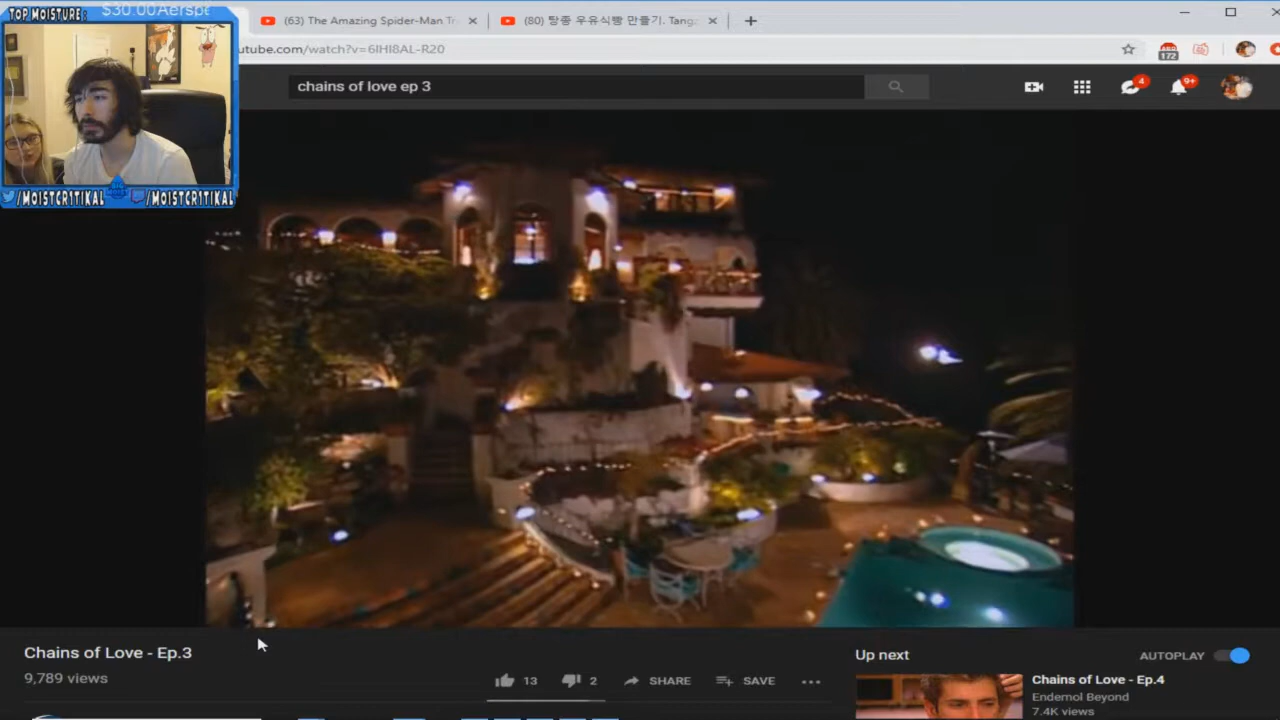 TOP MOISTURE: $30.00Aerspt
(63) The Amazing Spider-Man Tr
(80) 탕종 우유식빵 만들기. Tang
utube.com/watch?v=6IHI8AL-R20
172
chains of love ep 3
4
9+
/MOISTCR1TIKAL /MOISTCR1TIKAL
Chains of Love - Ep.3
9,789 views
13
2
SHARE
SAVE
Up next
AUTOPLAY
Chains of Love - Ep.4
Endemol Beyond
7.4K views